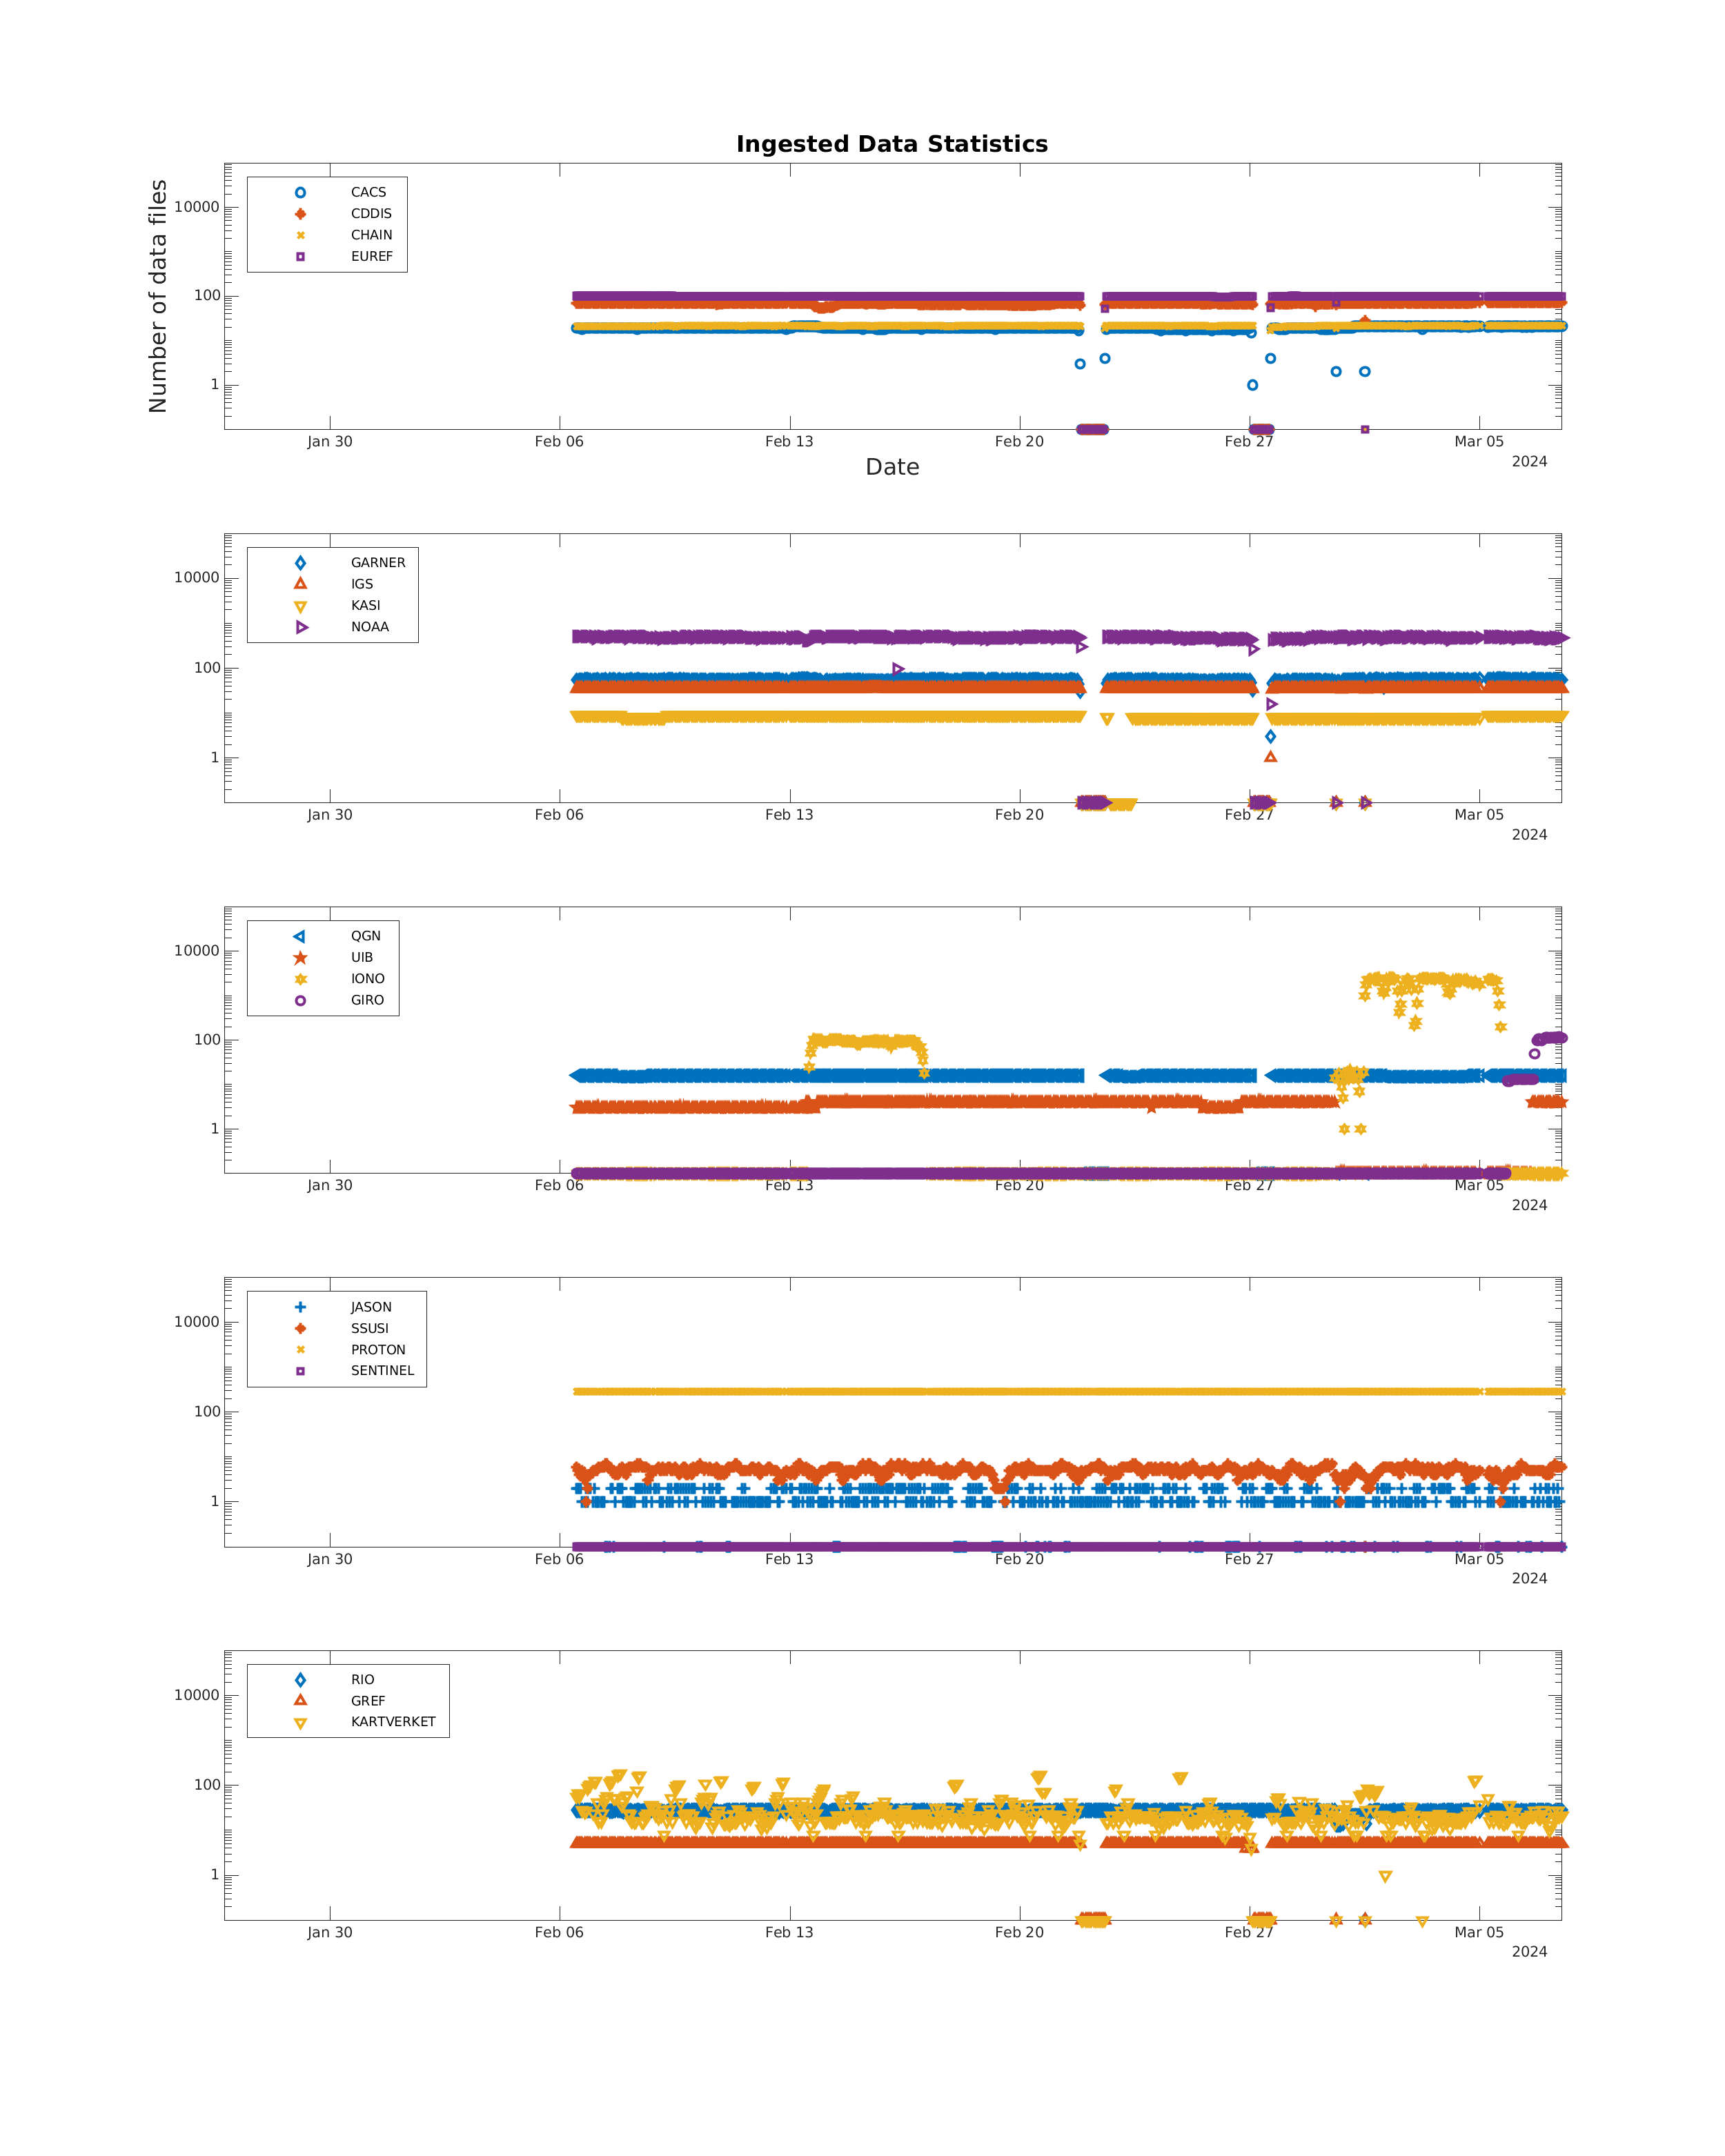 Ingested Data Statistics
Number of data files
CACS
CDDIS
CHAIN
EUREF
10000
100
1
Jan 30 Feb 06 Feb 13 Feb 20 Feb 27 Mar 05
2024
Date
GARNER
IGS
KASI
NOAA
10000
100
1
Jan 30 Feb 06 Feb 13 Feb 20 Feb 27 Mar 05
2024
QGN
UIB
IONO
GIRO
10000
100
1
Jan 30 Feb 06 Feb 13 Feb 20 Feb 27 Mar 05
2024
JASON
SSUSI
PROTON
SENTINEL
10000
100
1
Jan 30 Feb 06 Feb 13 Feb 20 Feb 27 Mar 05
2024
RIO
GREF
KARTVERKET
10000
100
1
Jan 30 Feb 06 Feb 13 Feb 20 Feb 27 Mar 05
2024